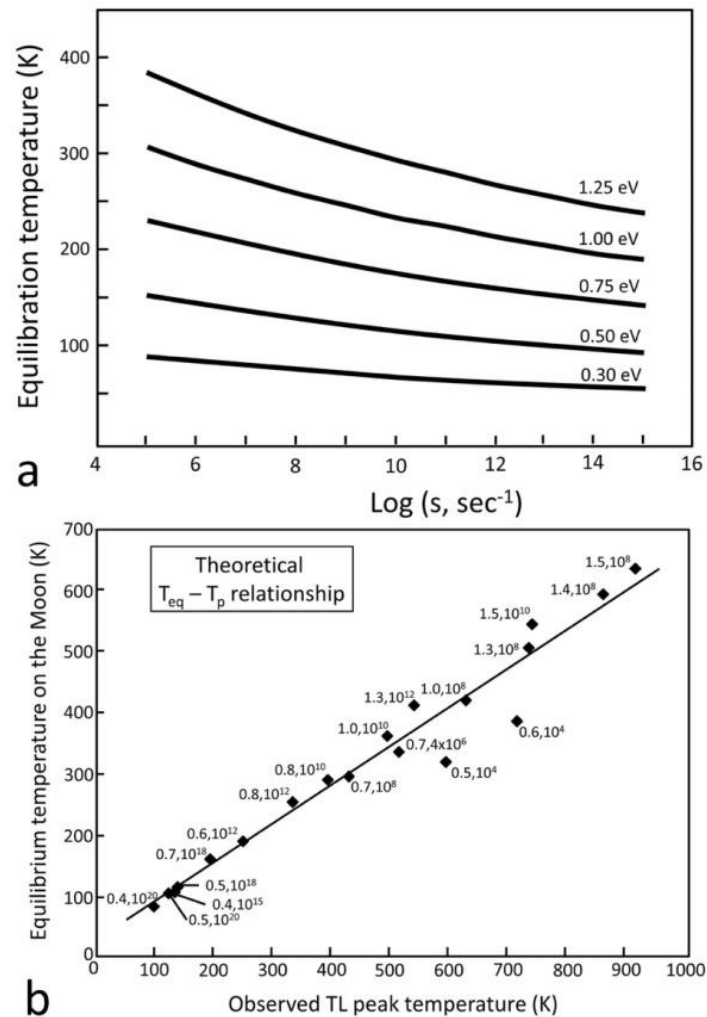 Equilibration temperature (K)
400
300
200
100
1.25 eV
1.00 eV
0.75 eV
0.50 eV
0.30 eV
4 6 8 10 12 14 16
a
Log (s, sec⁻¹)
Equilibrium temperature on the Moon (K)
700
600
500
400
300
200
100
0
Theoretical
Tₑq – Tₚ relationship
1.5,10⁸
1.4,10⁸
1.5,10¹⁰
1.3,10⁸
1.3,10¹² 1.0,10⁸
0.6,10⁴
1.0,10¹⁰
0.7,4x10⁶
0.5,10⁴
0.8,10¹⁰
0.7,10⁸
0.8,10¹²
0.6,10¹²
0.7,10¹⁸
0.5,10¹⁸
0.4,10²⁰
0.4,10¹⁵
0.5,10²⁰
0 100 200 300 400 500 600 700 800 900 1000
b
Observed TL peak temperature (K)